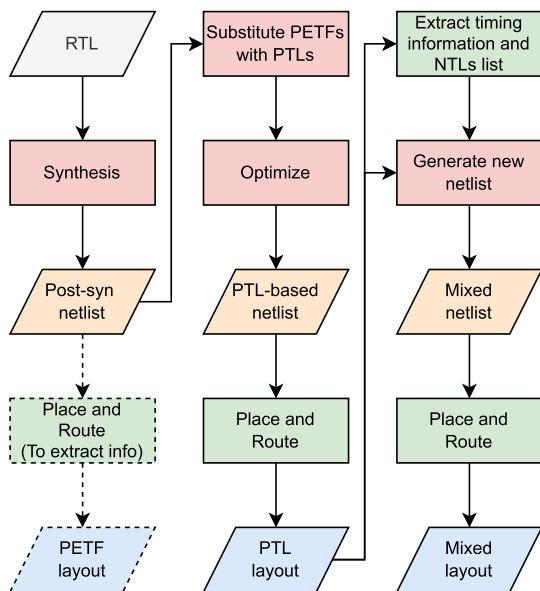 RTL
Synthesis
Post-syn
netlist
Place and
Route
(To extract info)
PETF
layout
Substitute PETFs
with PTLs
Optimize
PTL-based
netlist
Place and
Route
PTL
layout
Extract timing
information and
NTLs list
Generate new
netlist
Mixed
netlist
Place and
Route
Mixed
layout